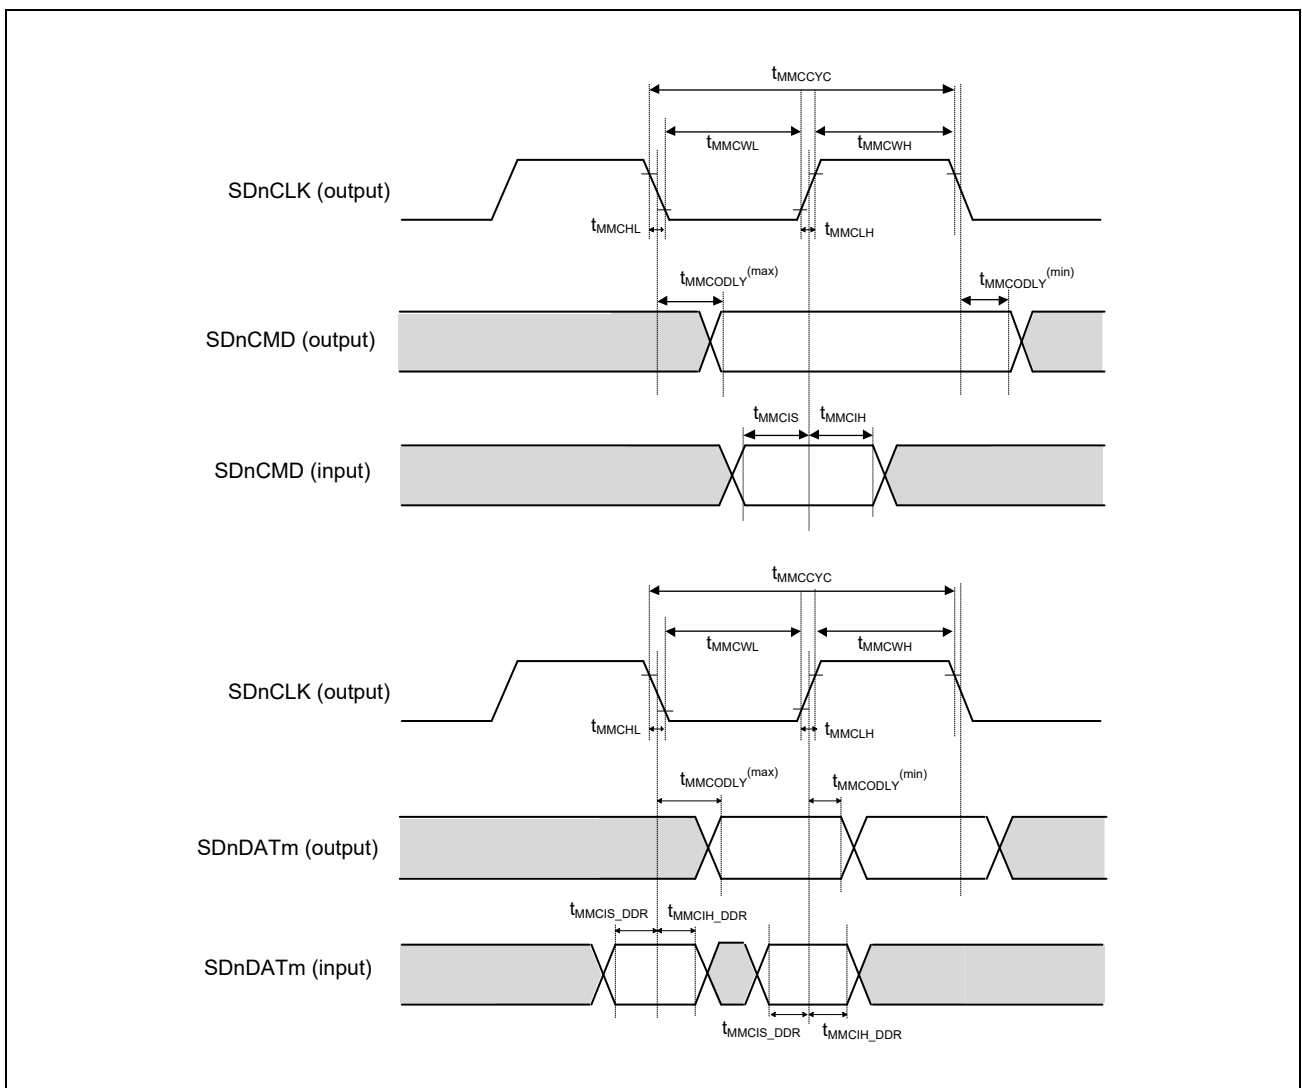 tMMCCYC
tMMCWL tMMCWH
SDnCLK (output)
tMMCHL tMMCLH
tMMCODLY(max) tMMCODLY(min)
SDnCMD (output)
tMMCIS tMMCIH
SDnCMD (input)
tMMCCYC
tMMCWL tMMCWH
SDnCLK (output)
tMMCHL tMMCLH
tMMCODLY(max) tMMCODLY(min)
SDnDATm (output)
tMMCIS_DDR tMMCIH_DDR
SDnDATm (input)
tMMCIS_DDR tMMCIH_DDR